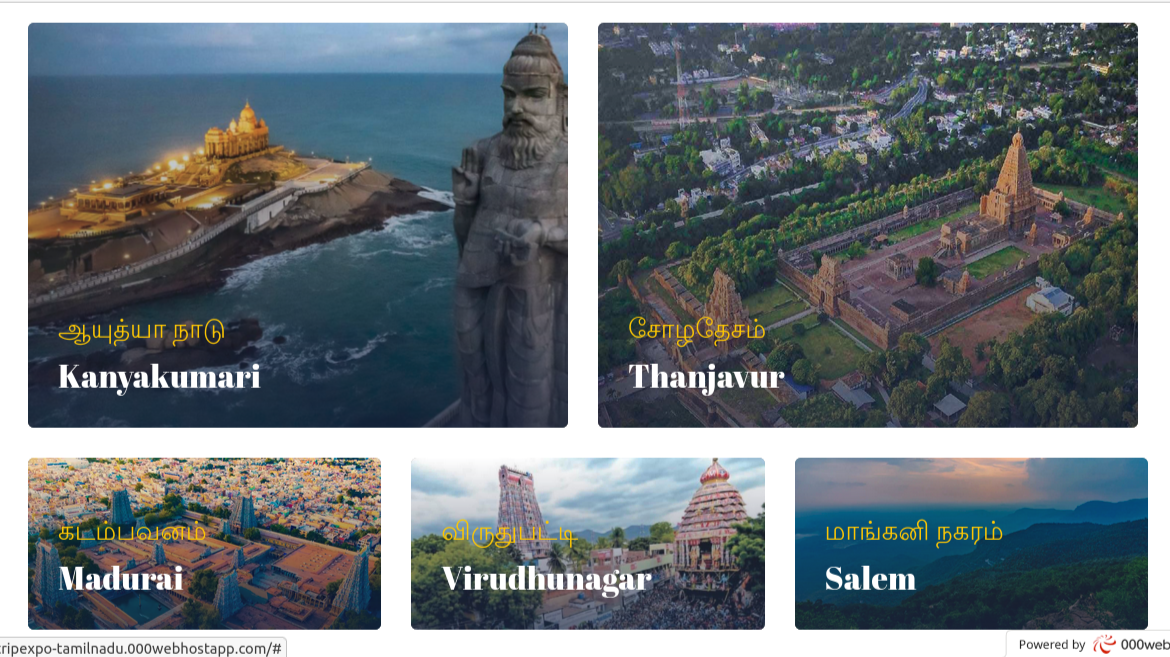 ஆயுத்யா நாடு
Kanyakumari
சோழதேசம்
Thanjavur
கடம்பவனம்
Madurai
விருதுபட்டி
Virudhunagar
மாங்கனி நகரம்
Salem
ripexpo-tamilnadu.000webhostapp.com/#
Powered by 000web